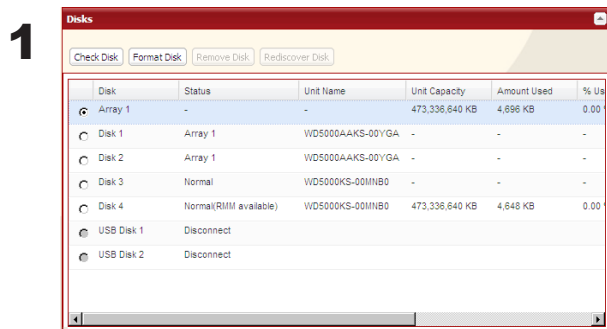 1
Disks
Check Disk Format Disk Remove Disk Rediscover Disk
Disk Status Unit Name Unit Capacity Amount Used % Us
Array 1 - - 473,336,640 KB 4,696 KB 0.00
Disk 1 Array 1 WD5000AAKS-00YGA - - -
Disk 2 Array 1 WD5000AAKS-00YGA - - -
Disk 3 Normal WD5000KS-00MNB0 - - -
Disk 4 Normal(RMM available) WD5000KS-00MNB0 473,336,640 KB 4,648 KB 0.00
USB Disk 1 Disconnect
USB Disk 2 Disconnect